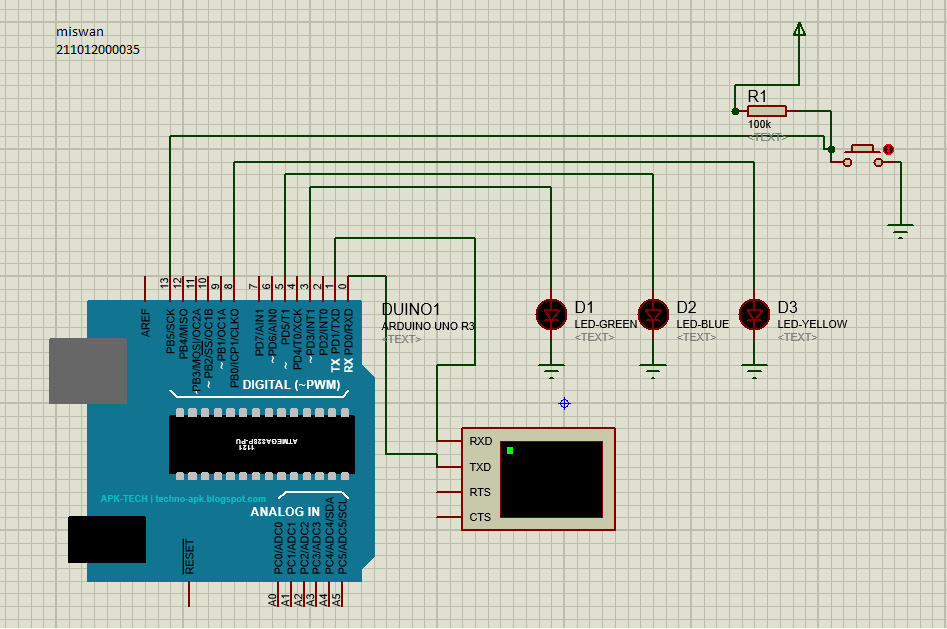 miswan
211012000035
R1
100k
<TEXT>
13
12
11
10
9
8
7
6
5
4
3
2
1
0
AREF
PB5/SCK
PB4/MISO
PB3/MOSI/OC2A
~ PB2/SS/OC1B
~ PB1/OC1A
PB0/ICP1/CLKO
PD7/AIN1
~ PD6/AIN0
~ PD5/T1
PD4/T0/XCK
~ PD3/INT1
PD2/INT0
TX PD1/TXD
RX PD0/RXD
DIGITAL (~PWM)
DUINO1
ARDUINO UNO R3
<TEXT>
D1
LED-GREEN
<TEXT>
D2
LED-BLUE
<TEXT>
D3
LED-YELLOW
<TEXT>
ATMEGA328P-PU
1121
APK-TECH | techno-apk.blogspot.com
ANALOG IN
RESET
PC0/ADC0
PC1/ADC1
PC2/ADC2
PC3/ADC3
PC4/ADC4/SDA
PC5/ADC5/SCL
A0
A1
A2
A3
A4
A5
RXD
TXD
RTS
CTS